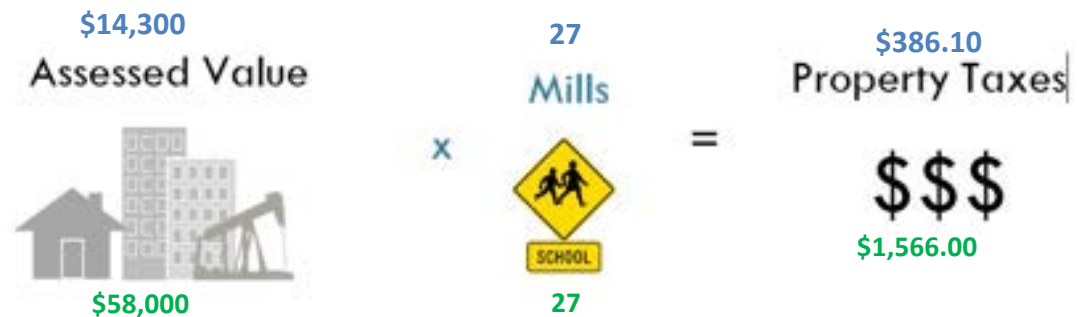 $14,300 27 $386.10
Assessed Value Mills Property Taxes
x =
$$$
SCHOOL
$1,566.00
$58,000 27